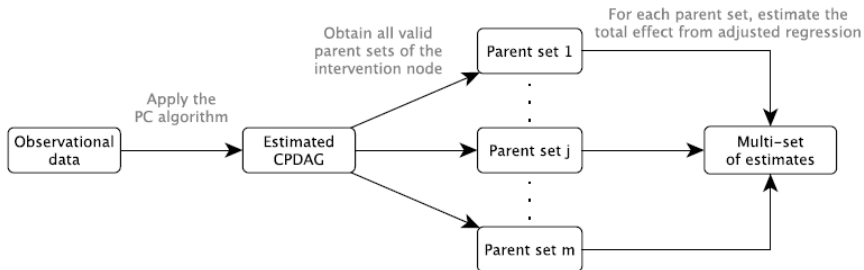 Obtain all valid
parent sets of the
intervention node
For each parent set, estimate the
total effect from adjusted regression
Apply the
PC algorithm
Observational
data
Estimated
CPDAG
Parent set 1
Parent set j
Parent set m
Multi-set
of estimates